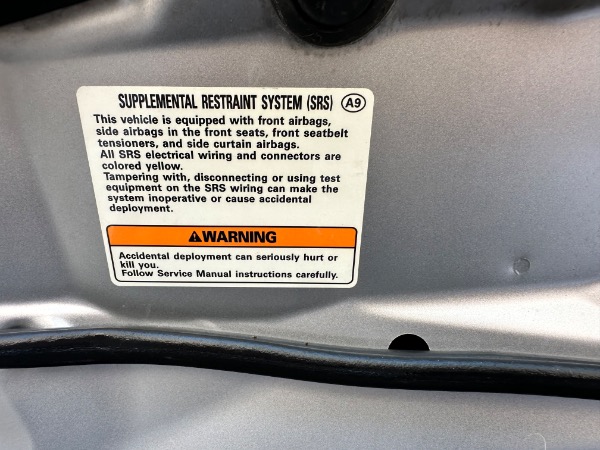 SUPPLEMENTAL RESTRAINT SYSTEM (SRS) A9
This vehicle is equipped with front airbags,
side airbags in the front seats, front seatbelt
tensioners, and side curtain airbags.
All SRS electrical wiring and connectors are
colored yellow.
Tampering with, disconnecting or using test
equipment on the SRS wiring can make the
system inoperative or cause accidental
deployment.
WARNING
Accidental deployment can seriously hurt or
kill you.
Follow Service Manual instructions carefully.